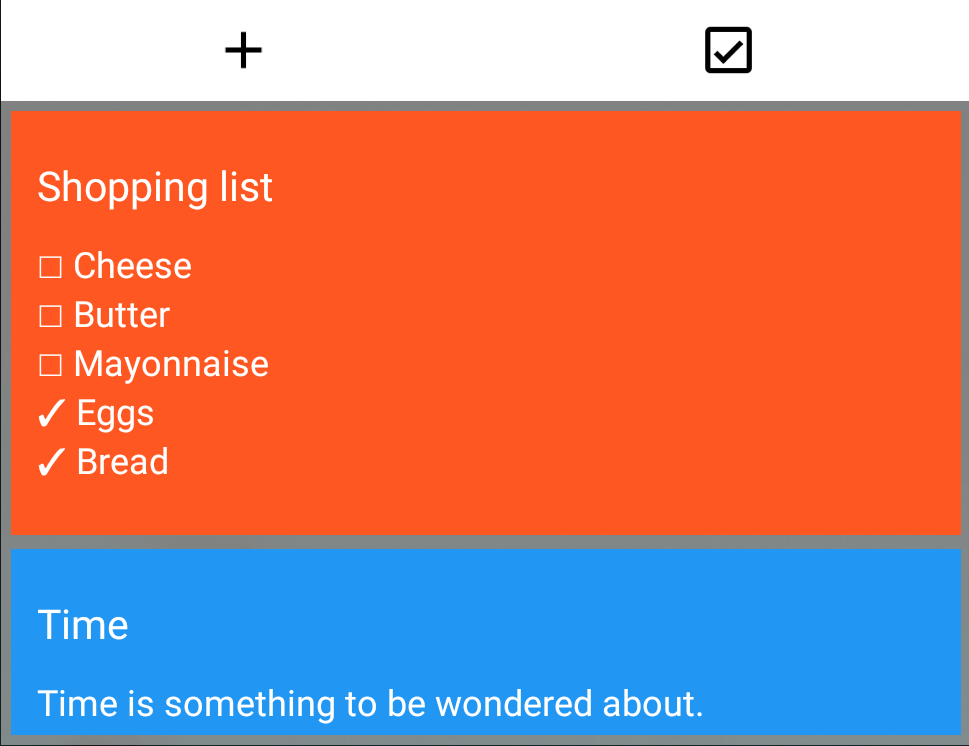 Shopping list
☐ Cheese
☐ Butter
☐ Mayonnaise
✓ Eggs
✓ Bread
Time
Time is something to be wondered about.